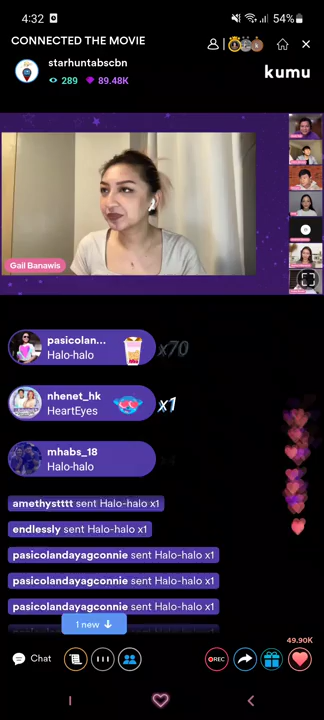 4:32
54%
CONNECTED THE MOVIE
starhuntabscbn
289
89.48K
kumu
Gail Banawis
pasicolan...
Halo-halo
x70
nhenet_hk
HeartEyes
x1
mhabs_18
Halo-halo
amethystttt sent Halo-halo x1
endlessly sent Halo-halo x1
pasicolandayagconnie sent Halo-halo x1
pasicolandayagconnie sent Halo-halo x1
pasicolandayagconnie sent Halo-halo x1
1 new
49.90K
Chat
REC